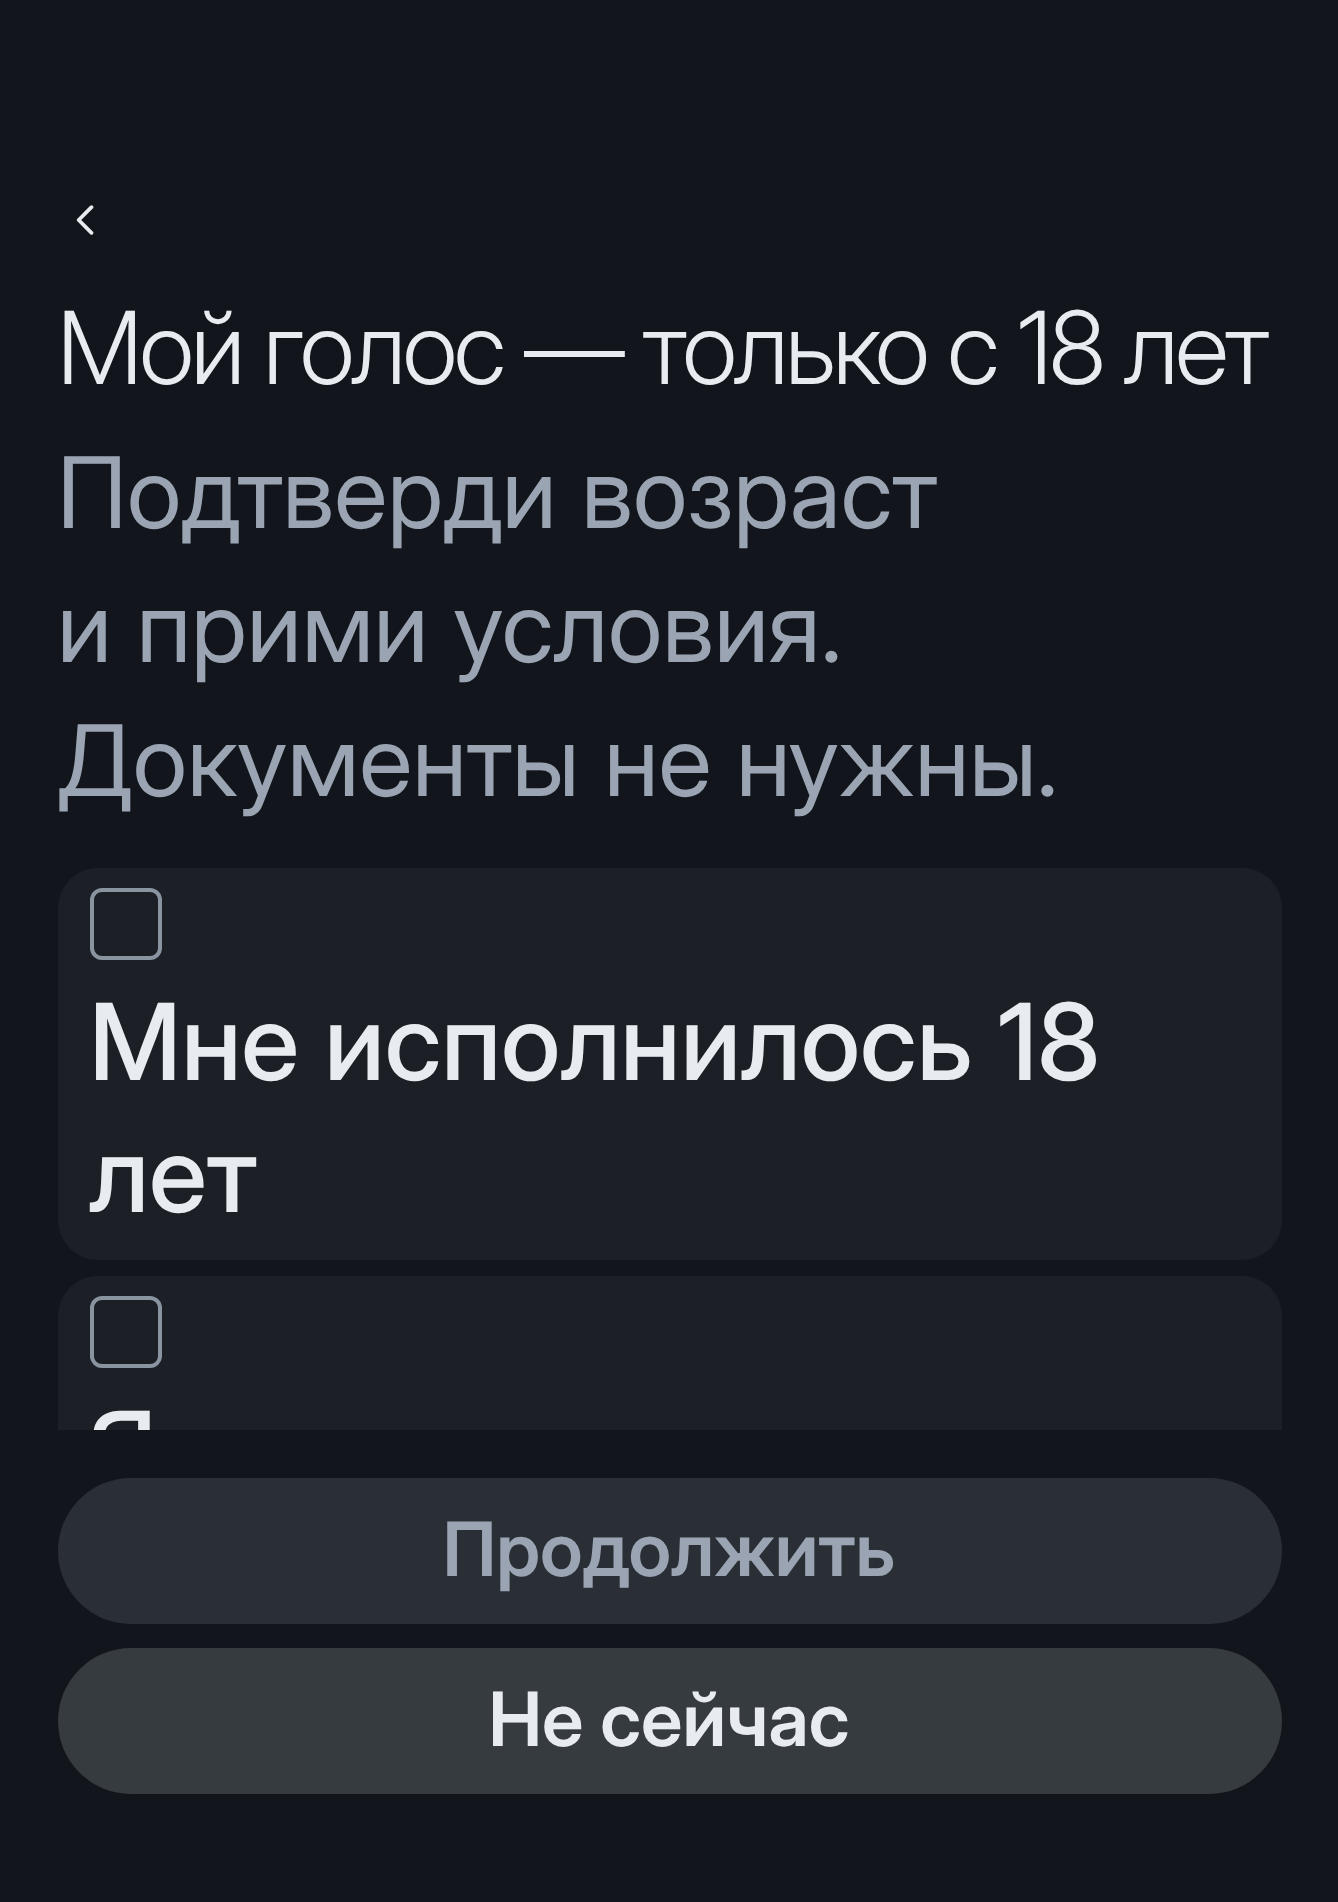 Мой голос — только с 18 лет
Подтверди возраст
и прими условия.
Документы не нужны.
Мне исполнилось 18
лет
Продолжить
Не сейчас